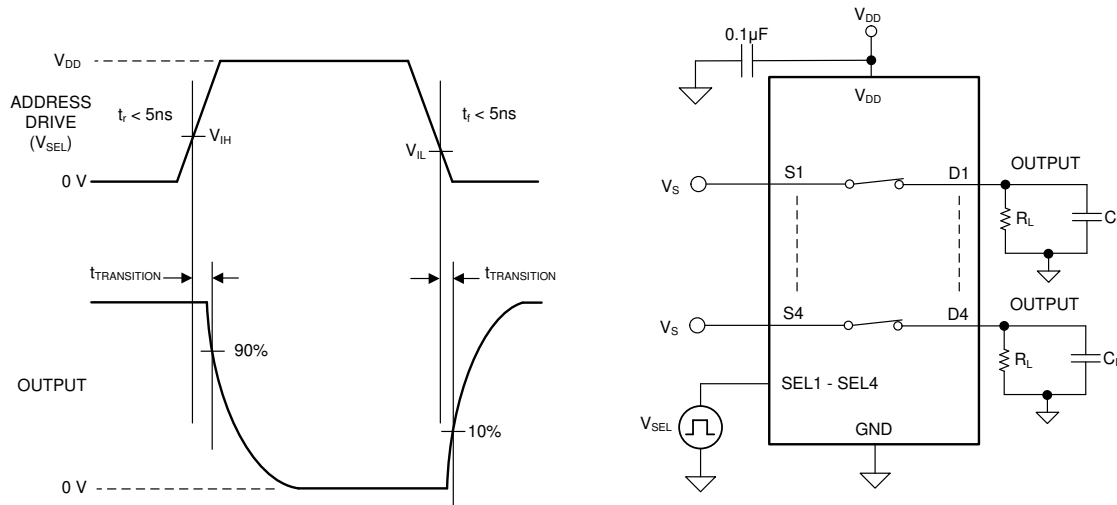 V_DD
ADDRESS
DRIVE
(V_SEL)
t_r < 5ns
V_IH
t_f < 5ns
V_IL
0 V
t_TRANSITION
t_TRANSITION
90%
OUTPUT
10%
0 V
V_DD
0.1µF
V_DD
V_S
S1
D1
OUTPUT
R_L
V_S
S4
D4
OUTPUT
R_L
SEL1 - SEL4
V_SEL
GND